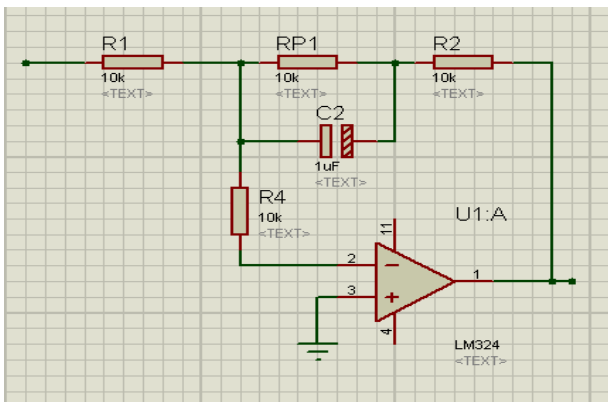 R1 RP1 R2
10k 10k 10k
<TEXT> <TEXT> <TEXT>
C2
1uF
<TEXT>
R4
10k
<TEXT>
U1:A
11
2
3
1
4
LM324
<TEXT>